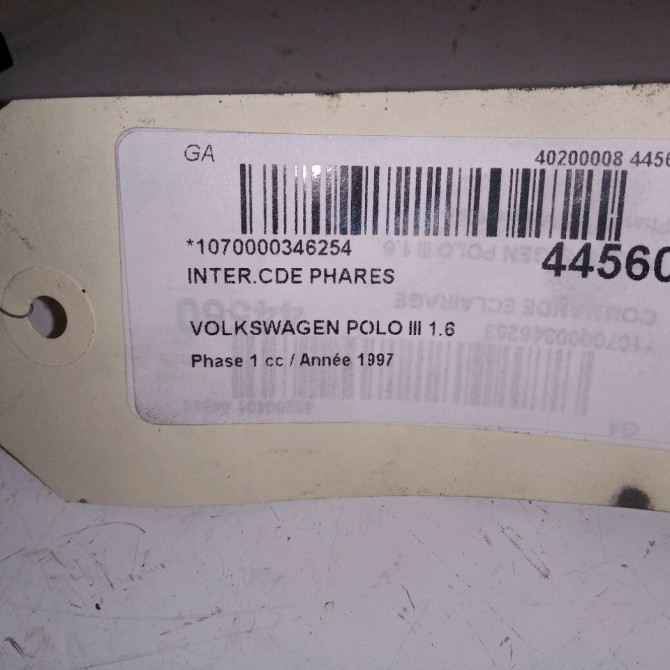 GA
40200008 4456
*1070000346254
44560
INTER.CDE PHARES
VOLKSWAGEN POLO III 1.6
Phase 1 cc / Année 1997